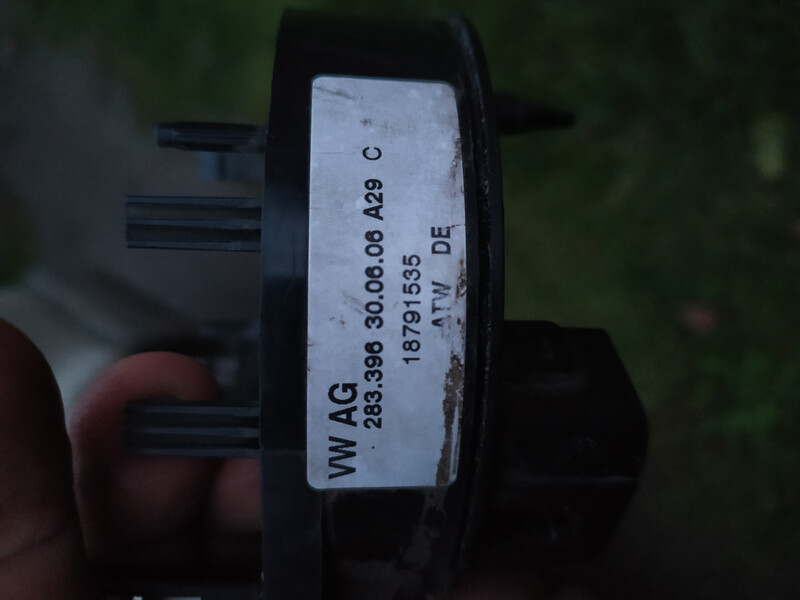 VW AG
283.396 30.06.06 A29 C
18791535
ATW DE